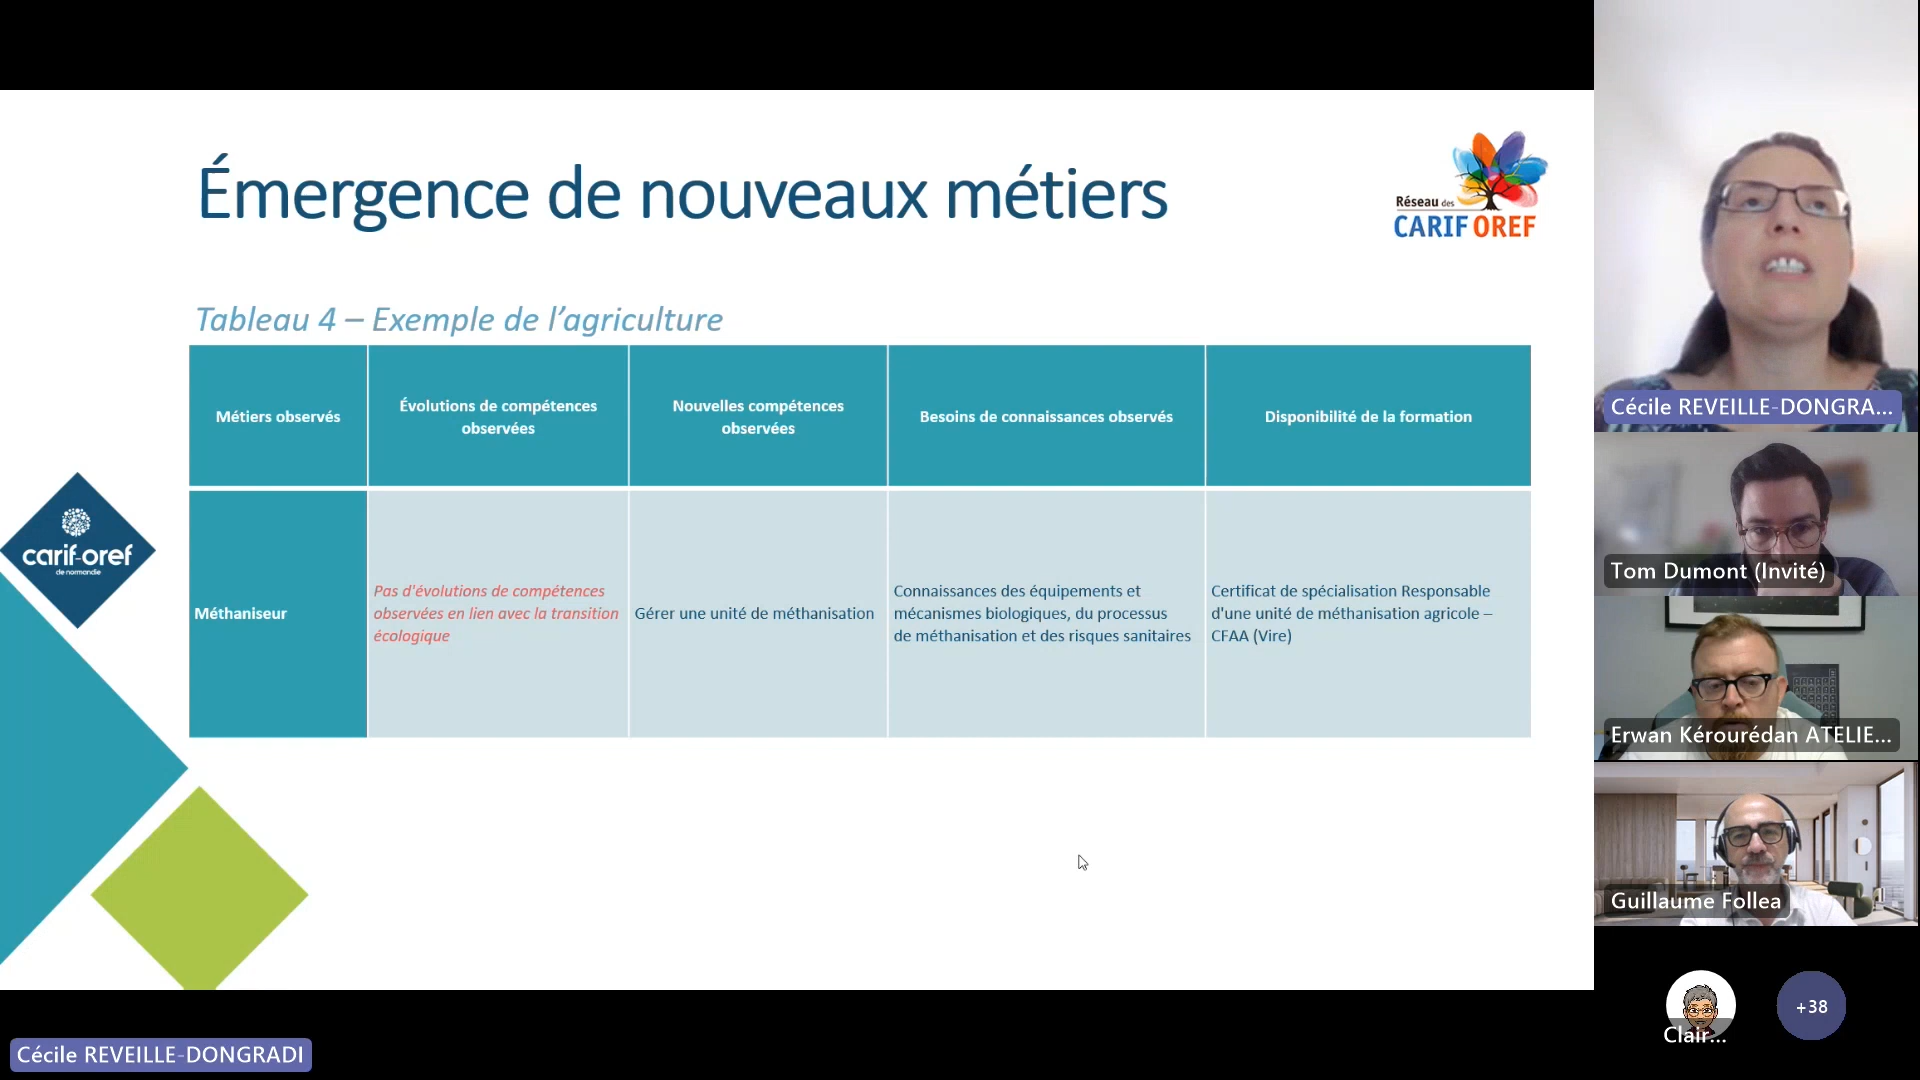 Émergence de nouveaux métiers
Réseau des
CARIF OREF
Tableau 4 – Exemple de l’agriculture
Métiers observés
Évolutions de compétences
observées
Nouvelles compétences
observées
Besoins de connaissances observés
Disponibilité de la formation
Méthaniseur
Pas d'évolutions de compétences
observées en lien avec la transition
écologique
Gérer une unité de méthanisation
Connaissances des équipements et
mécanismes biologiques, du processus
de méthanisation et des risques sanitaires
Certificat de spécialisation Responsable
d'une unité de méthanisation agricole –
CFAA (Vire)
carif-oref
de normandie
Cécile REVEILLE-DONGRA...
Tom Dumont (Invité)
Erwan Kérourédan ATELIE...
Guillaume Follea
Clair...
+38
Cécile REVEILLE-DONGRADI